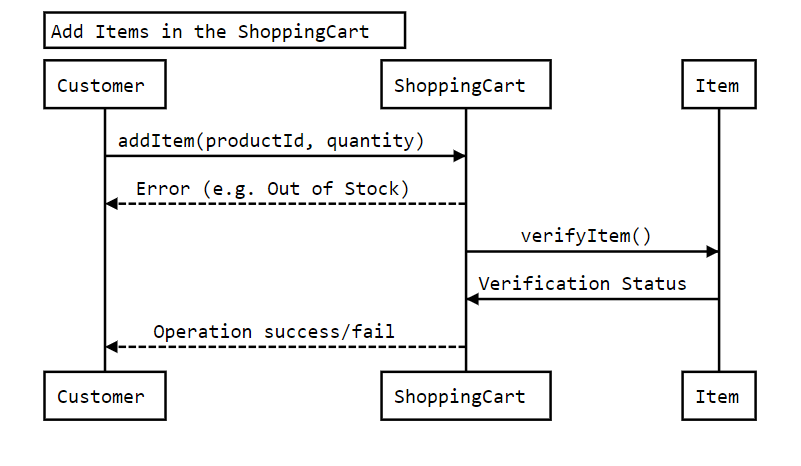 Add Items in the ShoppingCart
Customer
ShoppingCart
Item
addItem(productId, quantity)
Error (e.g. Out of Stock)
verifyItem()
Verification Status
Operation success/fail
Customer
ShoppingCart
Item